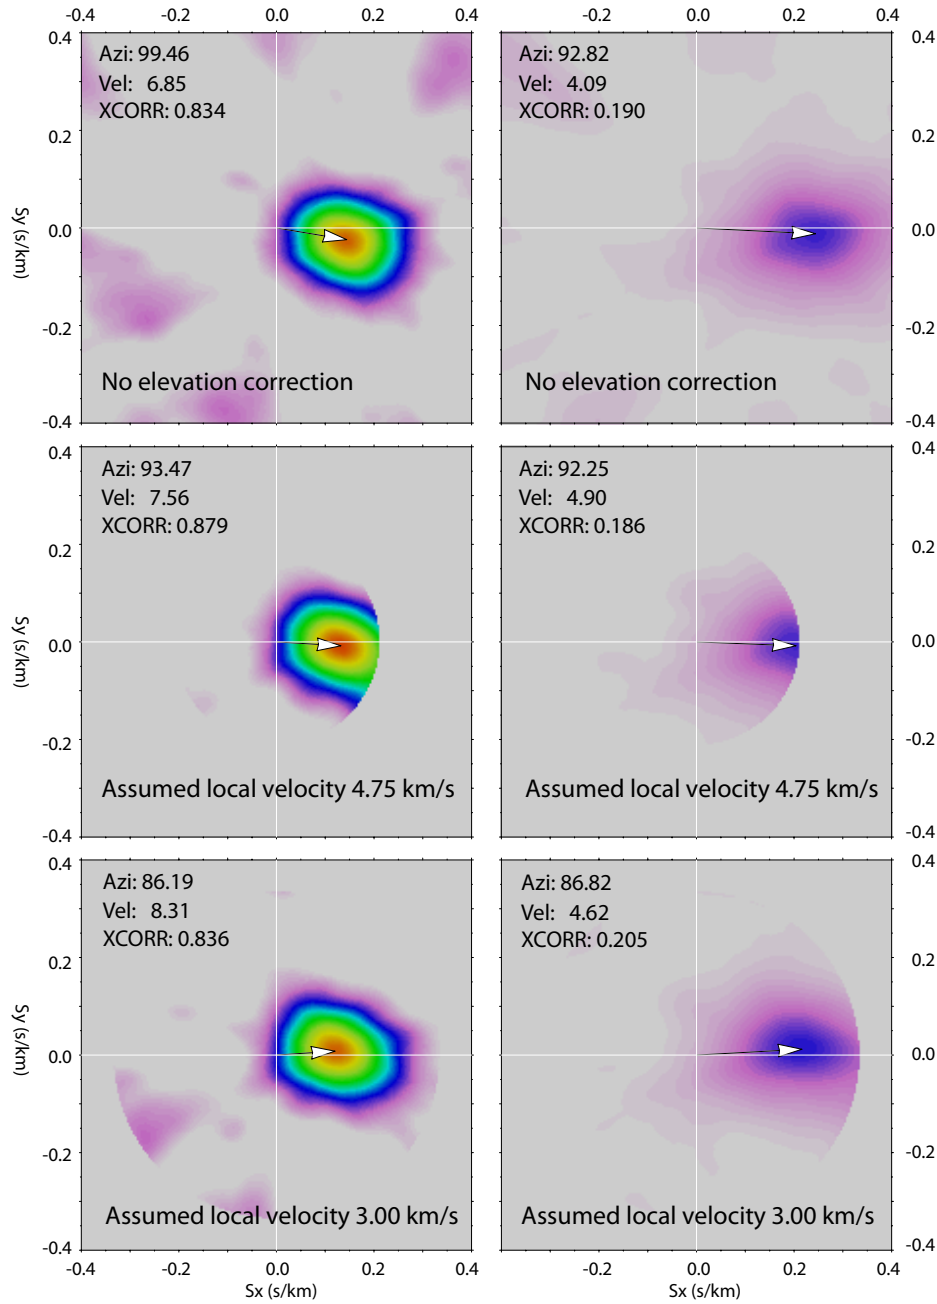 -0.4 -0.2 0.0 0.2 0.4 -0.4 -0.2 0.0 0.2 0.4
0.4 0.4
Azi: 99.46 Azi: 92.82
Vel: 6.85 Vel: 4.09
XCORR: 0.834 XCORR: 0.190
0.2 0.2
Sy (s/km) 0.0 0.0
-0.2 -0.2
No elevation correction No elevation correction
-0.4 -0.4
0.4 0.4
Azi: 93.47 Azi: 92.25
Vel: 7.56 Vel: 4.90
XCORR: 0.879 XCORR: 0.186
0.2 0.2
Sy (s/km) 0.0 0.0
-0.2 -0.2
Assumed local velocity 4.75 km/s Assumed local velocity 4.75 km/s
-0.4 -0.4
0.4 0.4
Azi: 86.19 Azi: 86.82
Vel: 8.31 Vel: 4.62
XCORR: 0.836 XCORR: 0.205
0.2 0.2
Sy (s/km) 0.0 0.0
-0.2 -0.2
Assumed local velocity 3.00 km/s Assumed local velocity 3.00 km/s
-0.4 -0.4
-0.4 -0.2 0.0 0.2 0.4 -0.2 0.0 0.2 0.4
Sx (s/km) Sx (s/km)